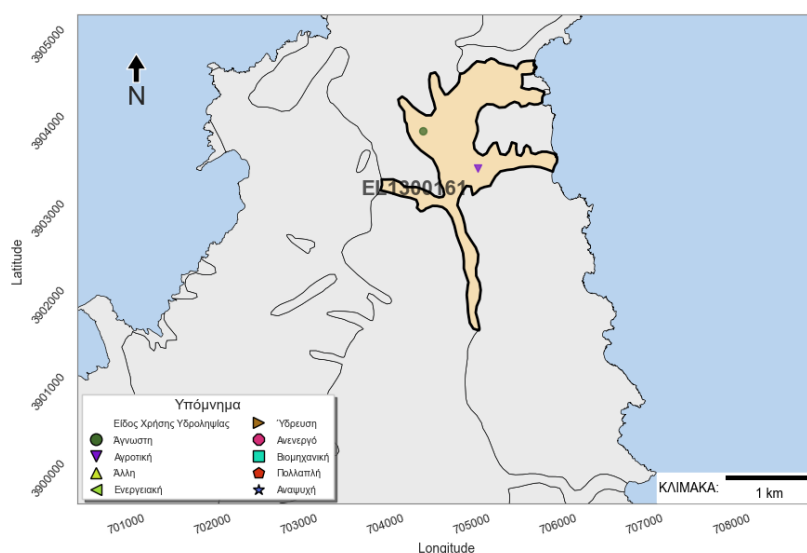 3905000
3904000
3903000
3902000
3901000
3900000
Latitude
N
EL1300161
Υπόμνημα
Είδος Χρήσης Υδροληψίας
Άγνωστη
Αγροτική
Άλλη
Ενεργειακή
Ύδρευση
Ανενεργό
Βιομηχανική
Πολλαπλή
Αναψυχή
ΚΛΙΜΑΚΑ:
1 km
701000 702000 703000 704000 705000 706000 707000 708000
Longitude